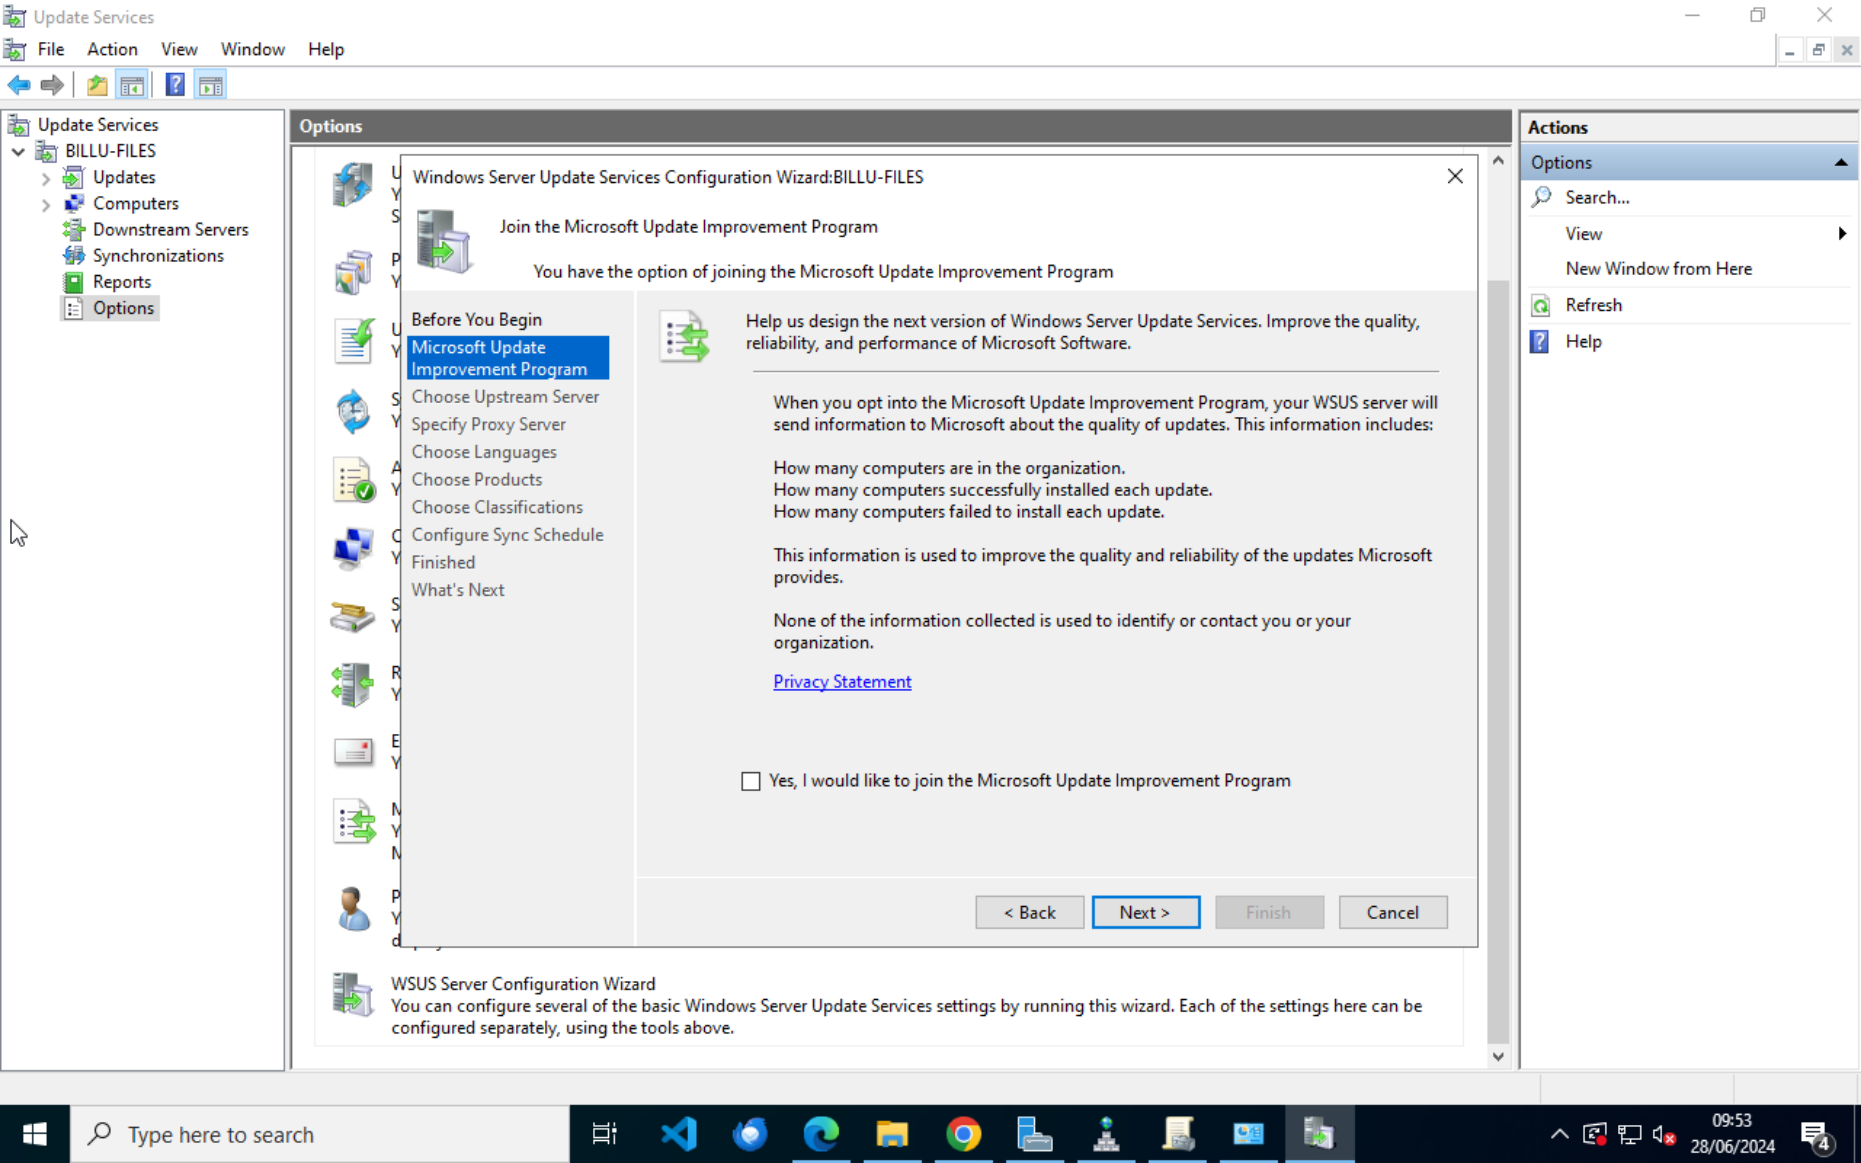 Update Services
File Action View Window Help
Update Services
BILLU-FILES
Updates
Computers
Downstream Servers
Synchronizations
Reports
Options
Options
Windows Server Update Services Configuration Wizard:BILLU-FILES
Join the Microsoft Update Improvement Program
You have the option of joining the Microsoft Update Improvement Program
Before You Begin
Microsoft Update
Improvement Program
Choose Upstream Server
Specify Proxy Server
Choose Languages
Choose Products
Choose Classifications
Configure Sync Schedule
Finished
What's Next
Help us design the next version of Windows Server Update Services. Improve the quality,
reliability, and performance of Microsoft Software.
When you opt into the Microsoft Update Improvement Program, your WSUS server will
send information to Microsoft about the quality of updates. This information includes:
How many computers are in the organization.
How many computers successfully installed each update.
How many computers failed to install each update.
This information is used to improve the quality and reliability of the updates Microsoft
provides.
None of the information collected is used to identify or contact you or your
organization.
Privacy Statement
Yes, I would like to join the Microsoft Update Improvement Program
< Back Next > Finish Cancel
WSUS Server Configuration Wizard
You can configure several of the basic Windows Server Update Services settings by running this wizard. Each of the settings here can be
configured separately, using the tools above.
Actions
Options
Search...
View
New Window from Here
Refresh
Help
Type here to search
09:53
28/06/2024
4